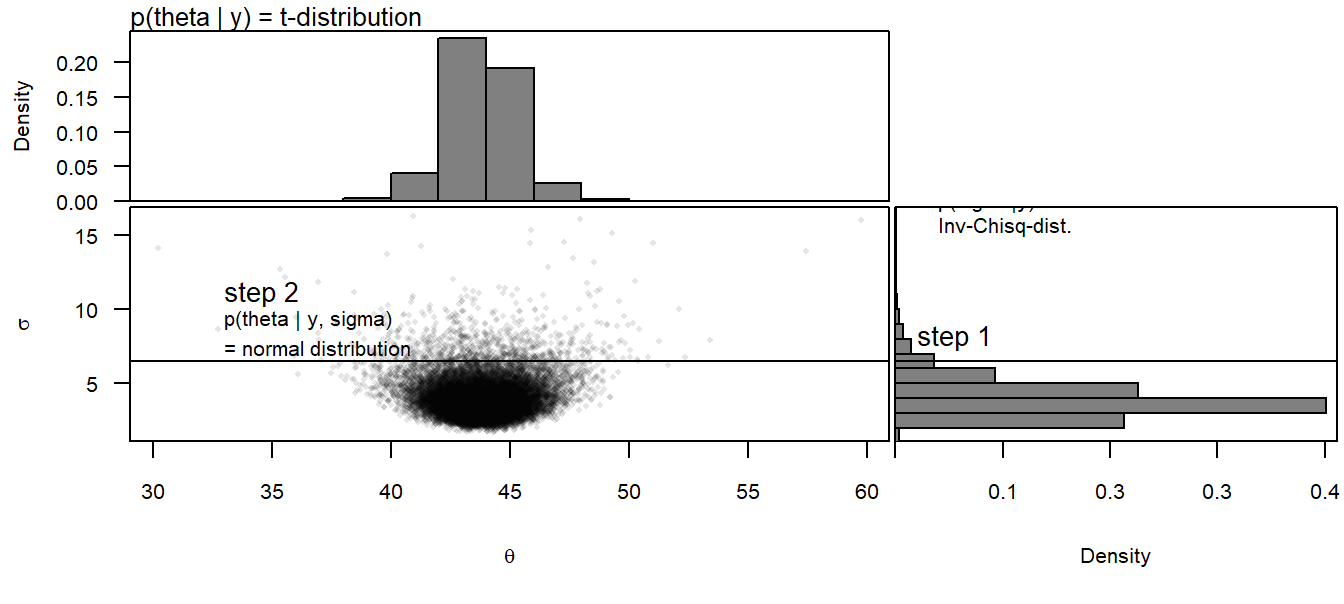 p(theta | y) = t-distribution
Density
0.20
0.15
0.10
0.05
0.00
Inv-Chisq-dist.
σ
15
10
5
step 2
p(theta | y, sigma)
= normal distribution
step 1
30 35 40 45 50 55 60
0.1 0.3 0.3 0.4
θ
Density